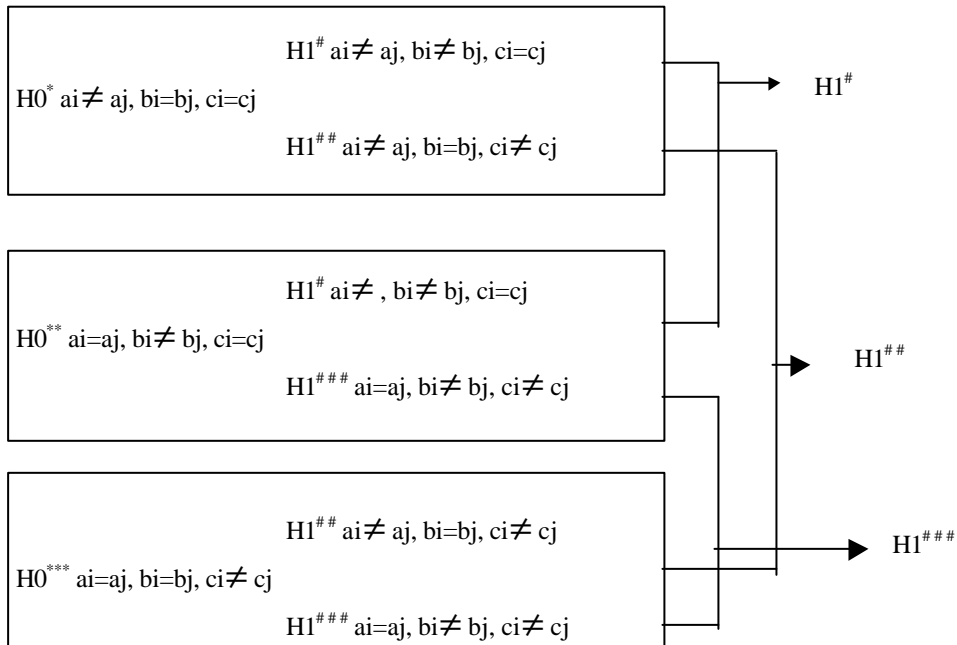 H1# ai≠ aj, bi≠ bj, ci=cj
H0* ai≠ aj, bi=bj, ci=cj
H1## ai≠ aj, bi=bj, ci≠ cj
H1#
H1# ai≠ , bi≠ bj, ci=cj
H0** ai=aj, bi≠ bj, ci=cj
H1### ai=aj, bi≠ bj, ci≠ cj
H1##
H1## ai≠ aj, bi=bj, ci≠ cj
H0*** ai=aj, bi=bj, ci≠ cj
H1### ai=aj, bi≠ bj, ci≠ cj
H1###